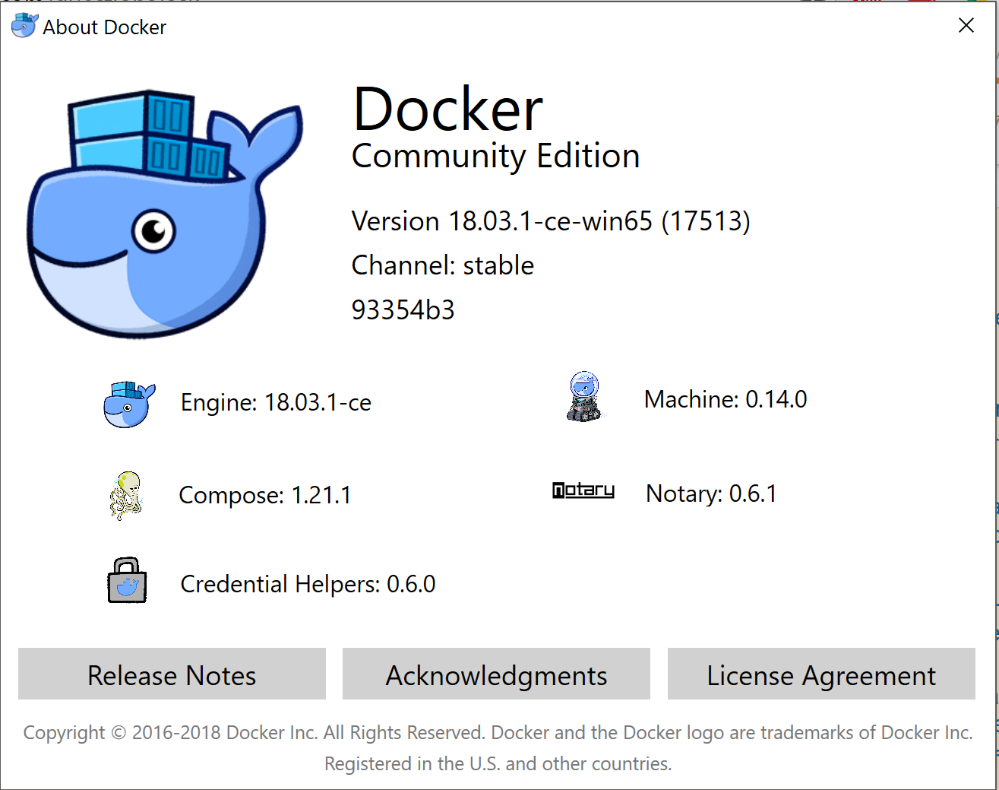 About Docker
Docker
Community Edition
Version 18.03.1-ce-win65 (17513)
Channel: stable
93354b3
Engine: 18.03.1-ce
Machine: 0.14.0
Compose: 1.21.1
notary
Notary: 0.6.1
Credential Helpers: 0.6.0
Release Notes
Acknowledgments
License Agreement
Copyright © 2016-2018 Docker Inc. All Rights Reserved. Docker and the Docker logo are trademarks of Docker Inc.
Registered in the U.S. and other countries.